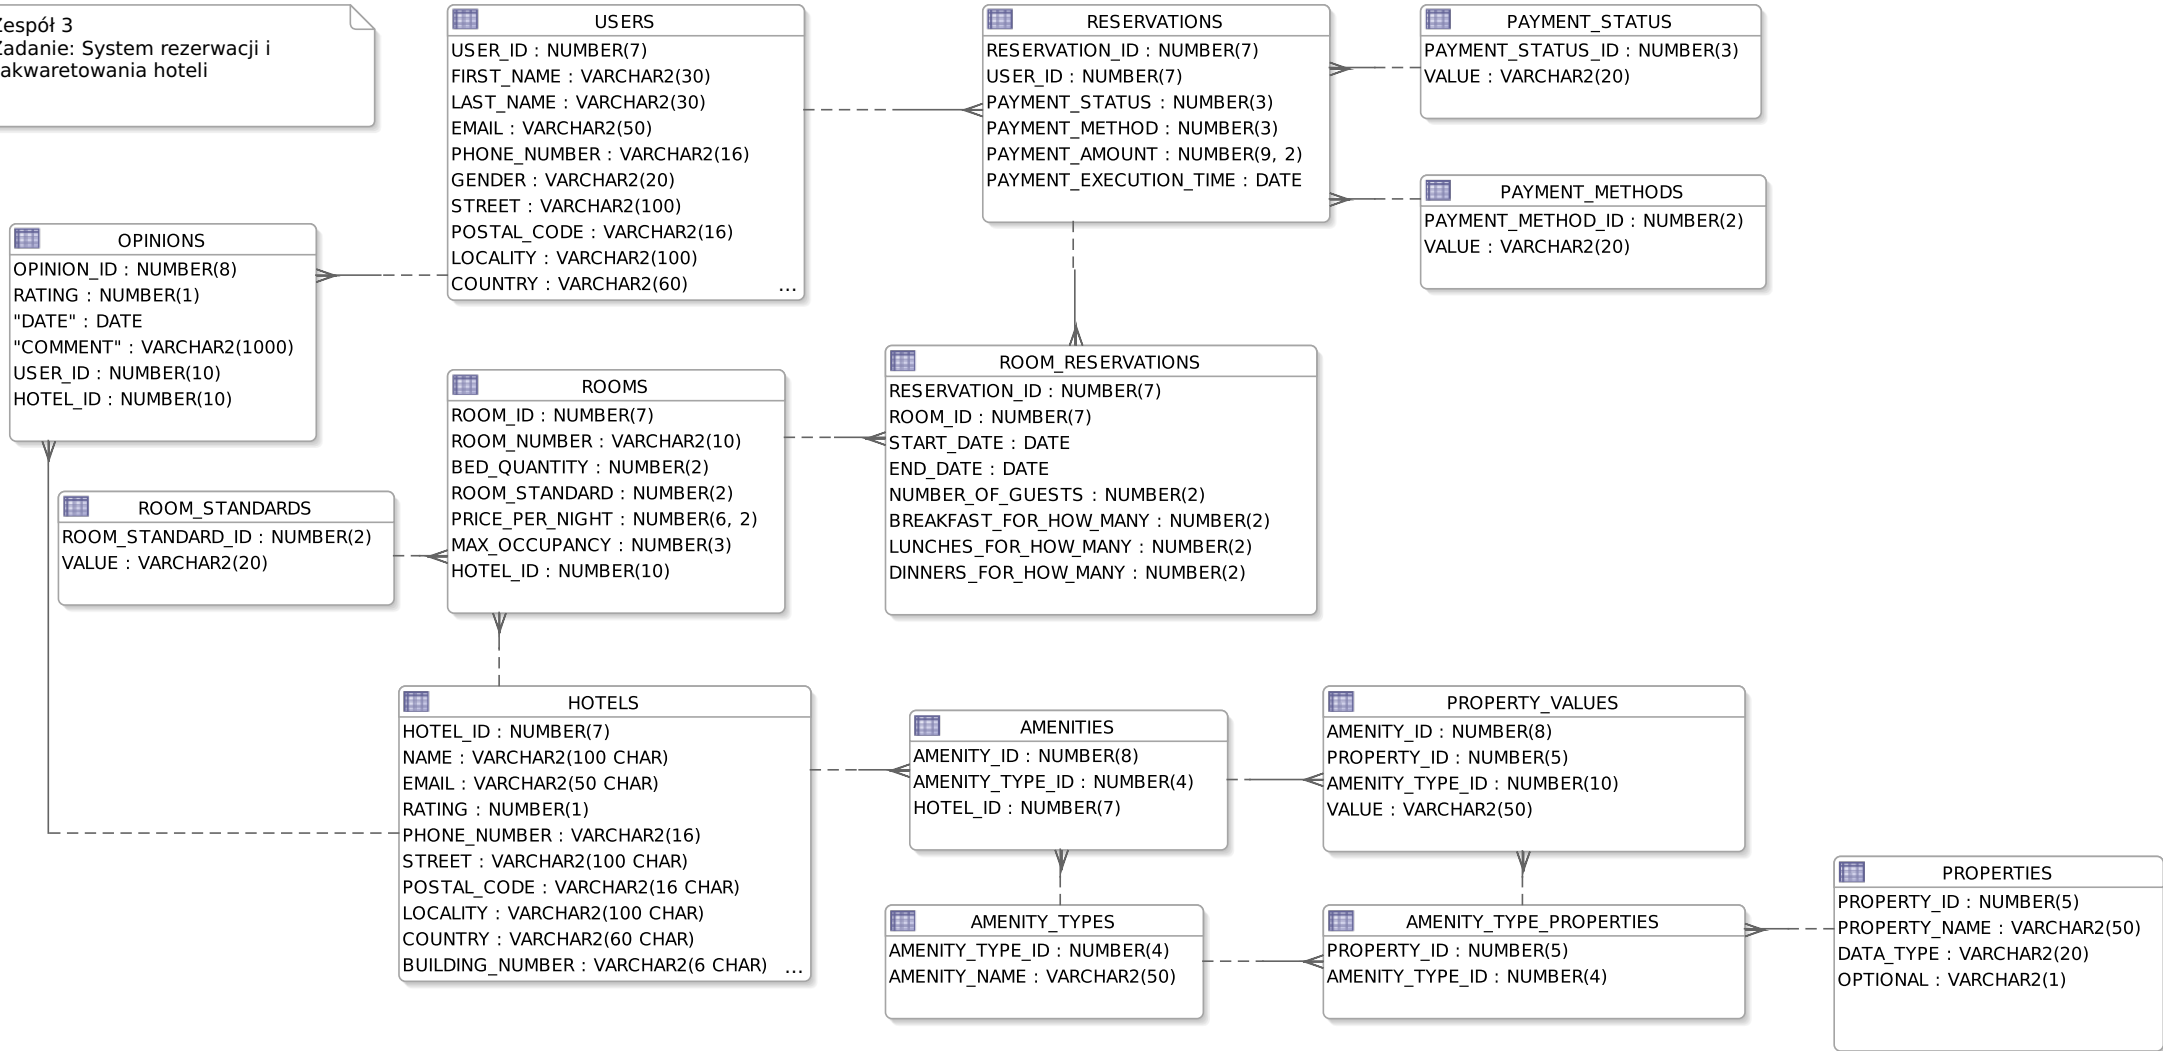 Zespół 3
Zadanie: System rezerwacji i
akwaretowania hoteli
USERS
USER_ID : NUMBER(7)
FIRST_NAME : VARCHAR2(30)
LAST_NAME : VARCHAR2(30)
EMAIL : VARCHAR2(50)
PHONE_NUMBER : VARCHAR2(16)
GENDER : VARCHAR2(20)
STREET : VARCHAR2(100)
POSTAL_CODE : VARCHAR2(16)
LOCALITY : VARCHAR2(100)
COUNTRY : VARCHAR2(60) ...
RESERVATIONS
RESERVATION_ID : NUMBER(7)
USER_ID : NUMBER(7)
PAYMENT_STATUS : NUMBER(3)
PAYMENT_METHOD : NUMBER(3)
PAYMENT_AMOUNT : NUMBER(9, 2)
PAYMENT_EXECUTION_TIME : DATE
PAYMENT_STATUS
PAYMENT_STATUS_ID : NUMBER(3)
VALUE : VARCHAR2(20)
PAYMENT_METHODS
PAYMENT_METHOD_ID : NUMBER(2)
VALUE : VARCHAR2(20)
OPINIONS
OPINION_ID : NUMBER(8)
RATING : NUMBER(1)
"DATE" : DATE
"COMMENT" : VARCHAR2(1000)
USER_ID : NUMBER(10)
HOTEL_ID : NUMBER(10)
ROOMS
ROOM_ID : NUMBER(7)
ROOM_NUMBER : VARCHAR2(10)
BED_QUANTITY : NUMBER(2)
ROOM_STANDARD : NUMBER(2)
PRICE_PER_NIGHT : NUMBER(6, 2)
MAX_OCCUPANCY : NUMBER(3)
HOTEL_ID : NUMBER(10)
ROOM_RESERVATIONS
RESERVATION_ID : NUMBER(7)
ROOM_ID : NUMBER(7)
START_DATE : DATE
END_DATE : DATE
NUMBER_OF_GUESTS : NUMBER(2)
BREAKFAST_FOR_HOW_MANY : NUMBER(2)
LUNCHES_FOR_HOW_MANY : NUMBER(2)
DINNERS_FOR_HOW_MANY : NUMBER(2)
ROOM_STANDARDS
ROOM_STANDARD_ID : NUMBER(2)
VALUE : VARCHAR2(20)
HOTELS
HOTEL_ID : NUMBER(7)
NAME : VARCHAR2(100 CHAR)
EMAIL : VARCHAR2(50 CHAR)
RATING : NUMBER(1)
PHONE_NUMBER : VARCHAR2(16)
STREET : VARCHAR2(100 CHAR)
POSTAL_CODE : VARCHAR2(16 CHAR)
LOCALITY : VARCHAR2(100 CHAR)
COUNTRY : VARCHAR2(60 CHAR)
BUILDING_NUMBER : VARCHAR2(6 CHAR) ...
AMENITIES
AMENITY_ID : NUMBER(8)
AMENITY_TYPE_ID : NUMBER(4)
HOTEL_ID : NUMBER(7)
PROPERTY_VALUES
AMENITY_ID : NUMBER(8)
PROPERTY_ID : NUMBER(5)
AMENITY_TYPE_ID : NUMBER(10)
VALUE : VARCHAR2(50)
AMENITY_TYPES
AMENITY_TYPE_ID : NUMBER(4)
AMENITY_NAME : VARCHAR2(50)
AMENITY_TYPE_PROPERTIES
PROPERTY_ID : NUMBER(5)
AMENITY_TYPE_ID : NUMBER(4)
PROPERTIES
PROPERTY_ID : NUMBER(5)
PROPERTY_NAME : VARCHAR2(50)
DATA_TYPE : VARCHAR2(20)
OPTIONAL : VARCHAR2(1)